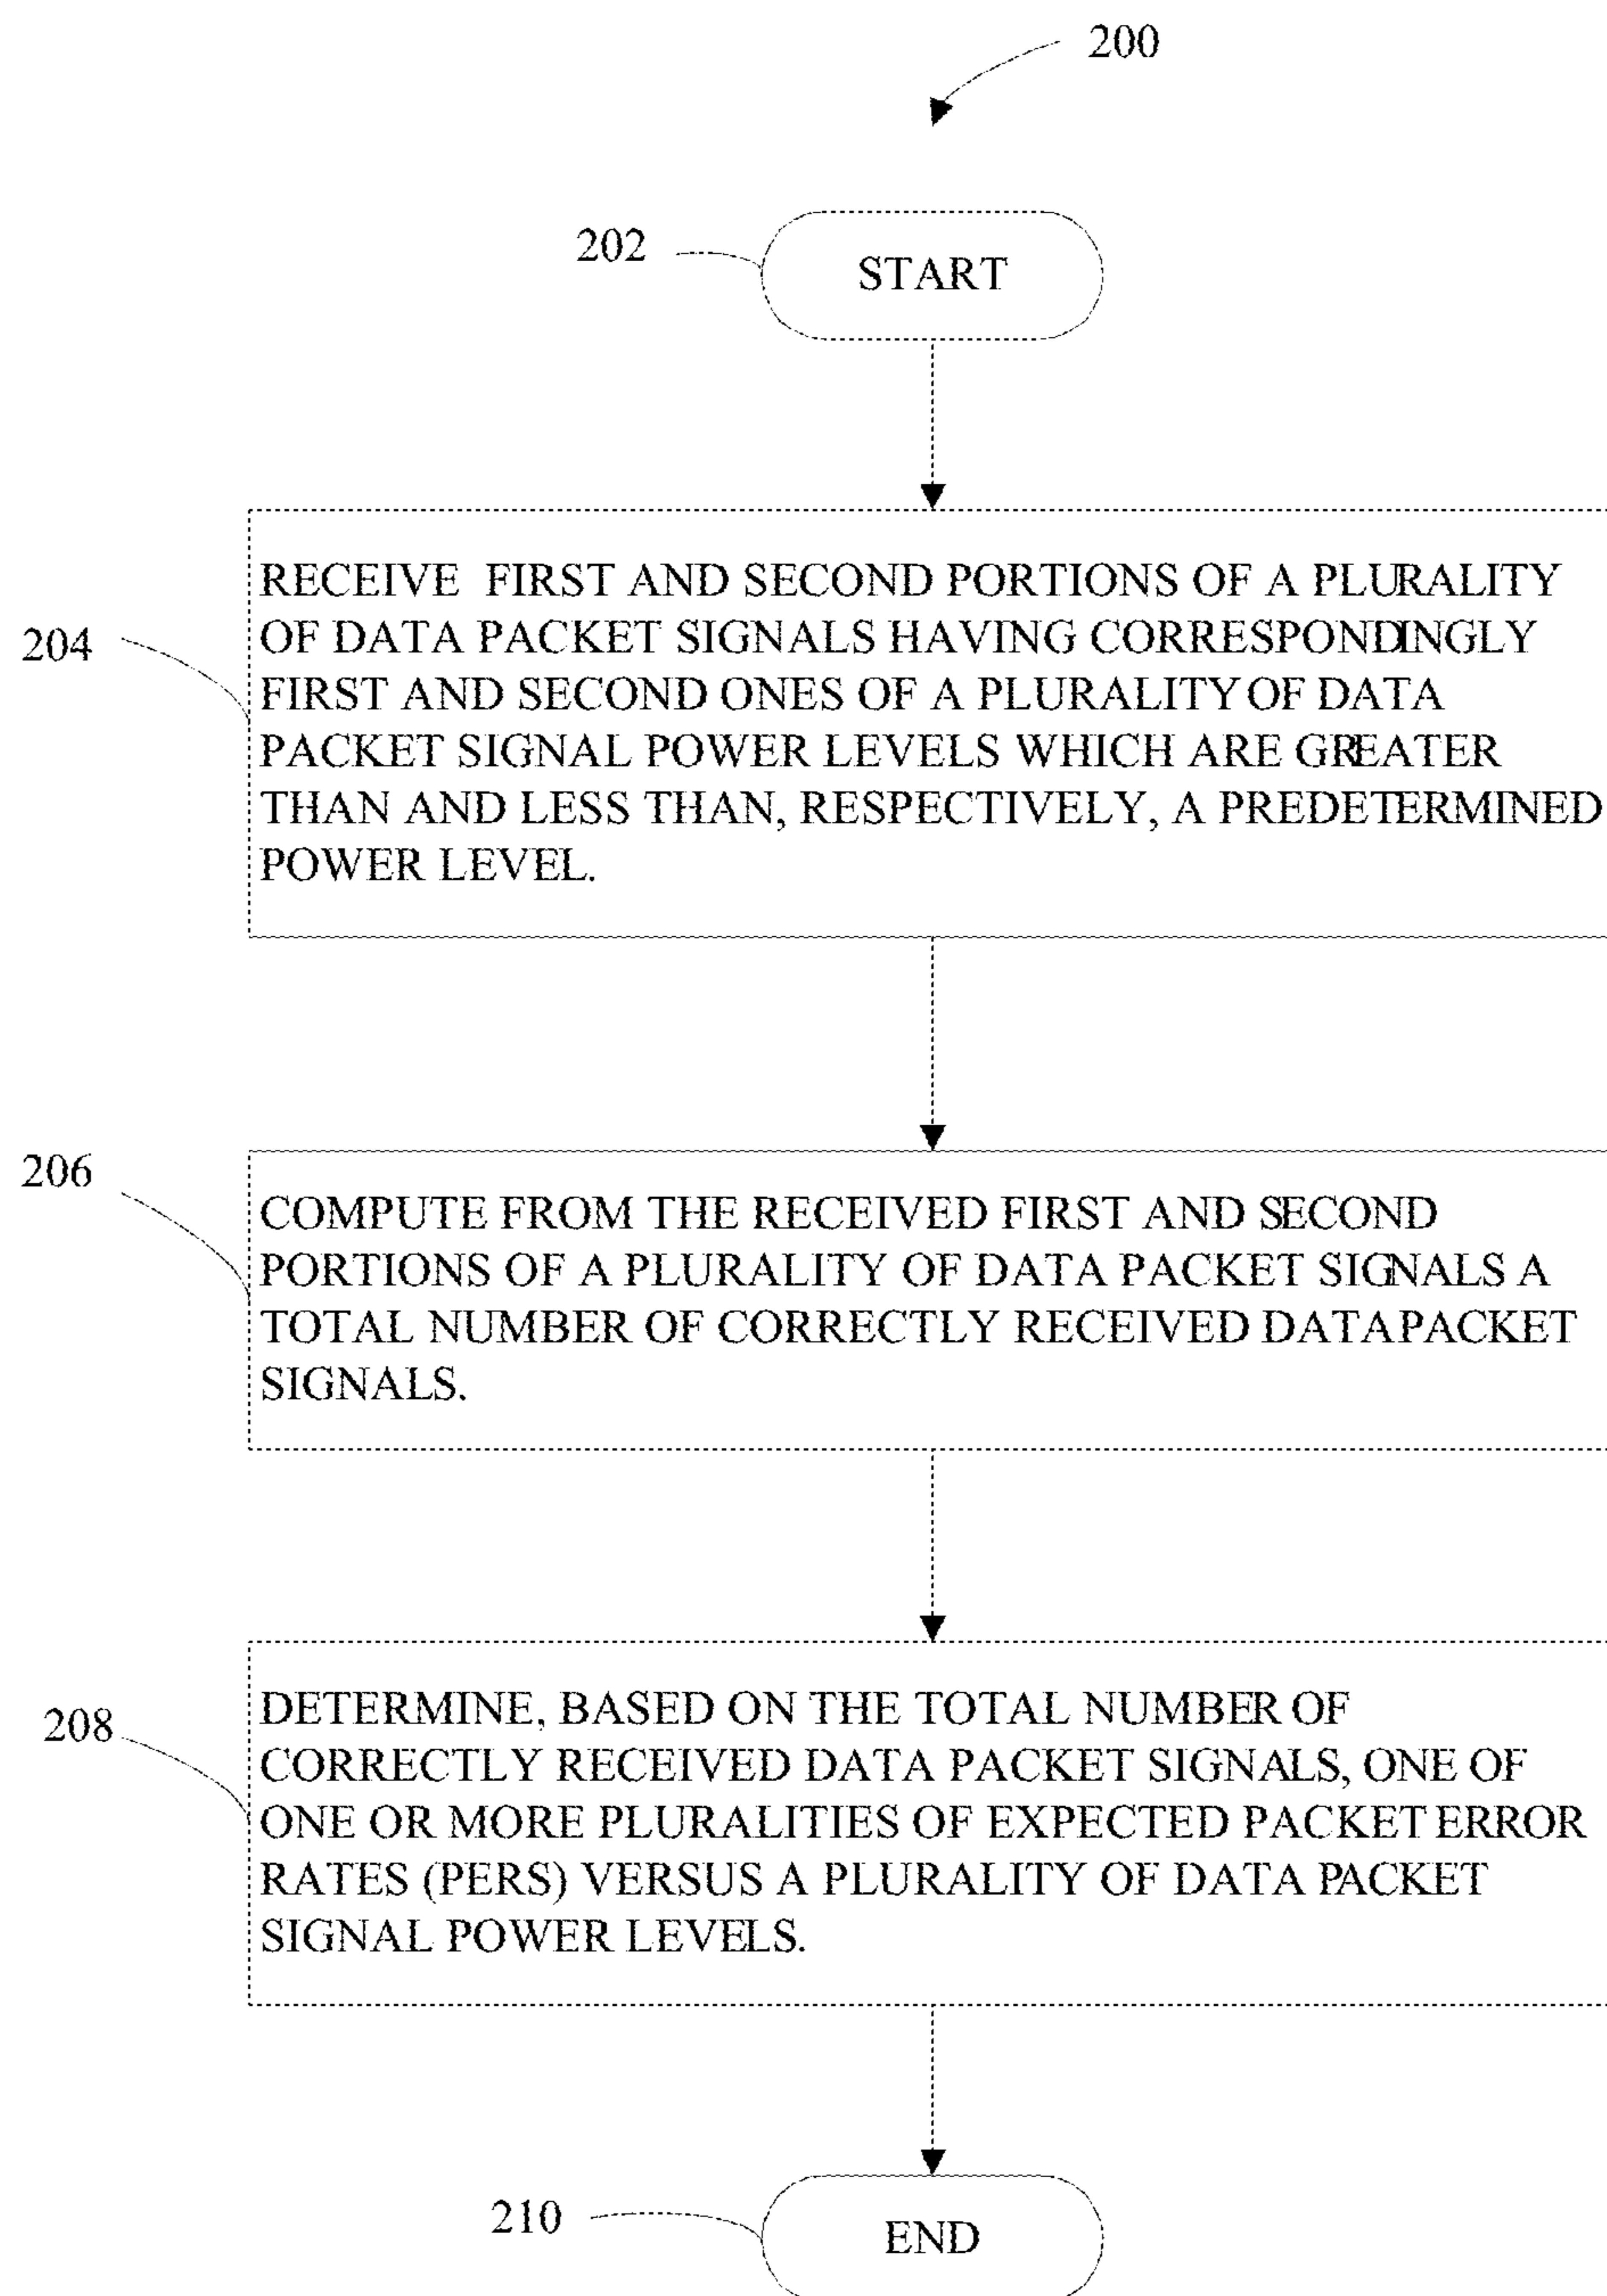 200
202
START
204
RECEIVE FIRST AND SECOND PORTIONS OF A PLURALITY
OF DATA PACKET SIGNALS HAVING CORRESPONDINGLY
FIRST AND SECOND ONES OF A PLURALITY OF DATA
PACKET SIGNAL POWER LEVELS WHICH ARE GREATER
THAN AND LESS THAN, RESPECTIVELY, A PREDETERMINED
POWER LEVEL.
206
COMPUTE FROM THE RECEIVED FIRST AND SECOND
PORTIONS OF A PLURALITY OF DATA PACKET SIGNALS A
TOTAL NUMBER OF CORRECTLY RECEIVED DATA PACKET
SIGNALS.
208
DETERMINE, BASED ON THE TOTAL NUMBER OF
CORRECTLY RECEIVED DATA PACKET SIGNALS, ONE OF
ONE OR MORE PLURALITIES OF EXPECTED PACKET ERROR
RATES (PERS) VERSUS A PLURALITY OF DATA PACKET
SIGNAL POWER LEVELS.
210
END